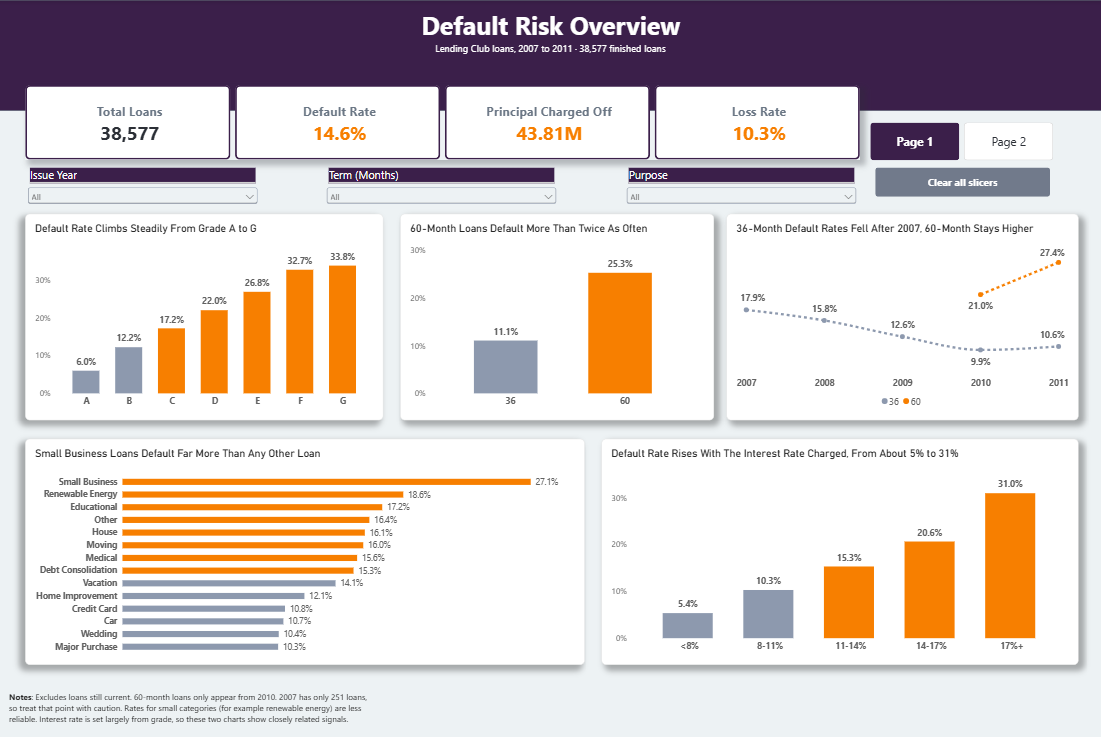 Default Risk Overview
Lending Club loans, 2007 to 2011 - 38,577 finished loans
Total Loans
38,577
Default Rate
14.6%
Principal Charged Off
43.81M
Loss Rate
10.3%
Page 1
Page 2
Issue Year
All
Term (Months)
All
Purpose
All
Clear all slicers
Default Rate Climbs Steadily From Grade A to G
30%
20%
10%
0%
6.0%
12.2%
17.2%
22.0%
26.8%
32.7%
33.8%
A B C D E F G
60-Month Loans Default More Than Twice As Often
30%
20%
10%
0%
11.1%
25.3%
36 60
36-Month Default Rates Fell After 2007, 60-Month Stays Higher
17.9%
15.8%
12.6%
9.9%
10.6%
21.0%
27.4%
2007 2008 2009 2010 2011
36 60
Small Business Loans Default Far More Than Any Other Loan
Small Business 27.1%
Renewable Energy 18.6%
Educational 17.2%
Other 16.4%
House 16.1%
Moving 16.0%
Medical 15.6%
Debt Consolidation 15.3%
Vacation 14.1%
Home Improvement 12.1%
Credit Card 10.8%
Car 10.7%
Wedding 10.4%
Major Purchase 10.3%
Default Rate Rises With The Interest Rate Charged, From About 5% to 31%
30%
20%
10%
0%
5.4%
10.3%
15.3%
20.6%
31.0%
<8% 8-11% 11-14% 14-17% 17%+
Notes: Excludes loans still current. 60-month loans only appear from 2010. 2007 has only 251 loans,
so treat that point with caution. Rates for small categories (for example renewable energy) are less
reliable. Interest rate is set largely from grade, so these two charts show closely related signals.